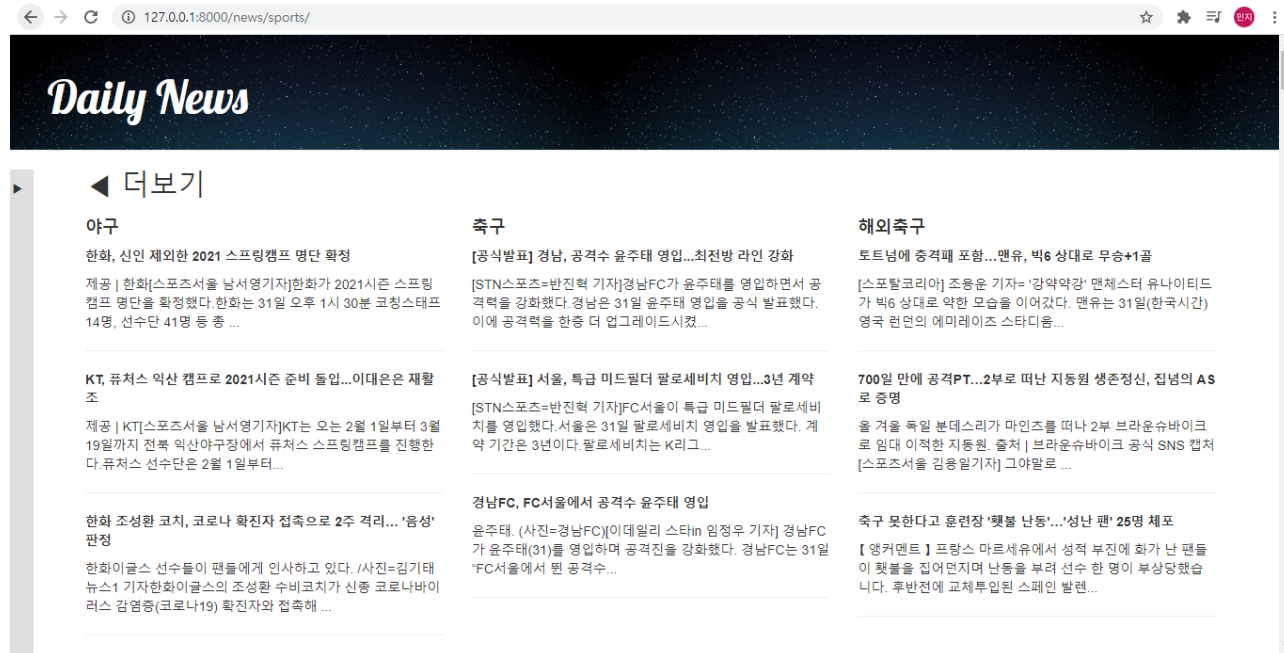 127.0.0.1:8000/news/sports/
인지
Daily News
◀ 더보기
야구
한화, 신인 제외한 2021 스프링캠프 명단 확정
제공 | 한화[스포츠서울 남서영기자]한화가 2021시즌 스프링
캠프 명단을 확정했다.한화는 31일 오후 1시 30분 코칭스태프
14명, 선수단 41명 등 총 ...
KT, 퓨처스 익산 캠프로 2021시즌 준비 돌입...이대은은 재활
조
제공 | KT[스포츠서울 남서영기자]KT는 오는 2월 1일부터 3월
19일까지 전북 익산야구장에서 퓨처스 스프링캠프를 진행한
다.퓨처스 선수단은 2월 1일부터...
한화 조성환 코치, 코로나 확진자 접촉으로 2주 격리… '음성'
판정
한화이글스 선수들이 팬들에게 인사하고 있다. /사진=김기태
뉴스1 기자한화이글스의 조성환 수비코치가 신종 코로나바이
러스 감염증(코로나19) 확진자와 접촉해 ...
축구
[공식발표] 경남, 공격수 윤주태 영입...최전방 라인 강화
[STN스포츠=반진혁 기자]경남FC가 윤주태를 영입하면서 공
격력을 강화했다.경남은 31일 윤주태 영입을 공식 발표했다.
이에 공격력을 한층 더 업그레이드시켰...
[공식발표] 서울, 특급 미드필더 팔로세비치 영입...3년 계약
[STN스포츠=반진혁 기자]FC서울이 특급 미드필더 팔로세비
치를 영입했다.서울은 31일 팔로세비치 영입을 발표했다. 계
약 기간은 3년이다.팔로세비치는 K리그...
경남FC, FC서울에서 공격수 윤주태 영입
윤주태. (사진=경남FC)[이데일리 스타in 임정우 기자] 경남FC
가 윤주태(31)를 영입하며 공격진을 강화했다. 경남FC는 31일
“FC서울에서 뛴 공격수...
해외축구
토트넘에 충격패 포함…맨유, 빅6 상대로 무승+1골
[스포탈코리아] 조용운 기자= '강약약강' 맨체스터 유나이티드
가 빅6 상대로 약한 모습을 이어갔다. 맨유는 31일(한국시간)
영국 런던의 에미레이츠 스타디움...
700일 만에 공격PT…2부로 떠난 지동원 생존정신, 집념의 AS
로 증명
올 겨울 독일 분데스리가 마인츠를 떠나 2부 브라운슈바이크
로 임대 이적한 지동원. 출처 | 브라운슈바이크 공식 SNS 캡처
[스포츠서울 김용일기자] 그야말로 ...
축구 못한다고 훈련장 '횃불 난동'…'성난 팬' 25명 체포
【 앵커멘트 】프랑스 마르세유에서 성적 부진에 화가 난 팬들
이 횃불을 집어던지며 난동을 부려 선수 한 명이 부상당했습
니다. 후반전에 교체투입된 스페인 발렌...